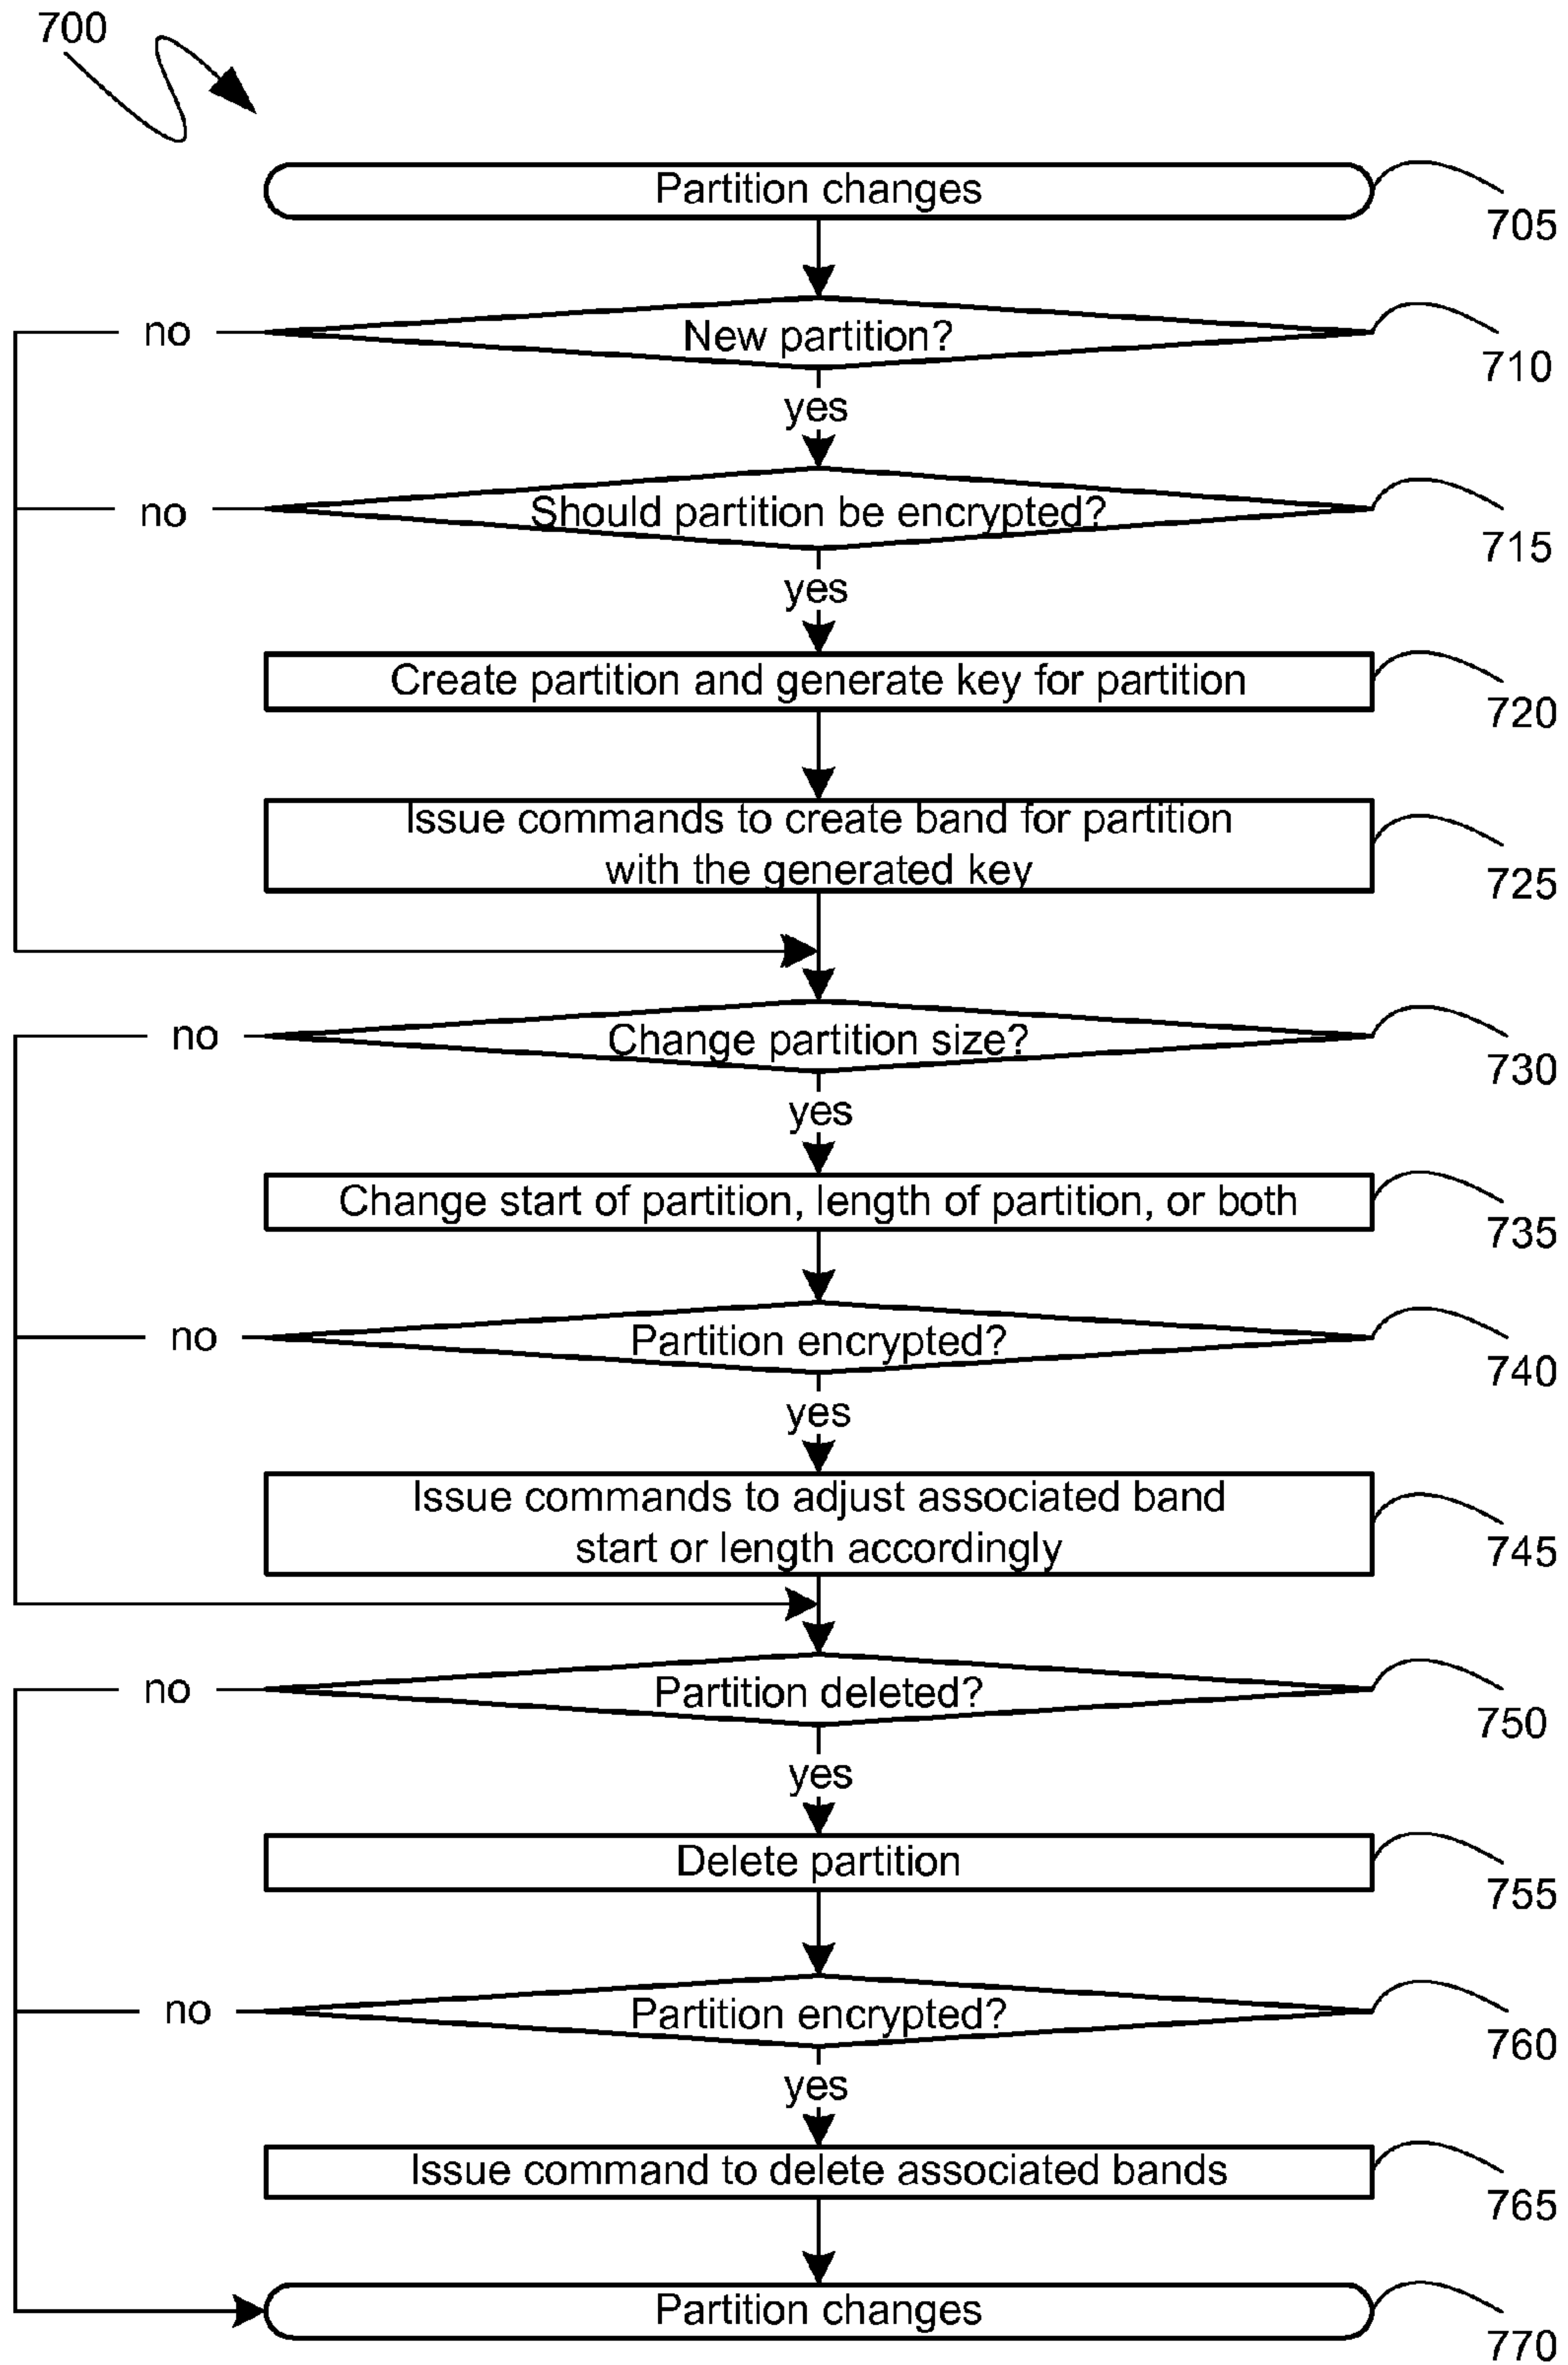 700
Partition changes
705
no
New partition?
710
yes
no
Should partition be encrypted?
715
yes
Create partition and generate key for partition
720
Issue commands to create band for partition
with the generated key
725
no
Change partition size?
730
yes
Change start of partition, length of partition, or both
735
no
Partition encrypted?
740
yes
Issue commands to adjust associated band
start or length accordingly
745
no
Partition deleted?
750
yes
Delete partition
755
no
Partition encrypted?
760
yes
Issue command to delete associated bands
765
Partition changes
770